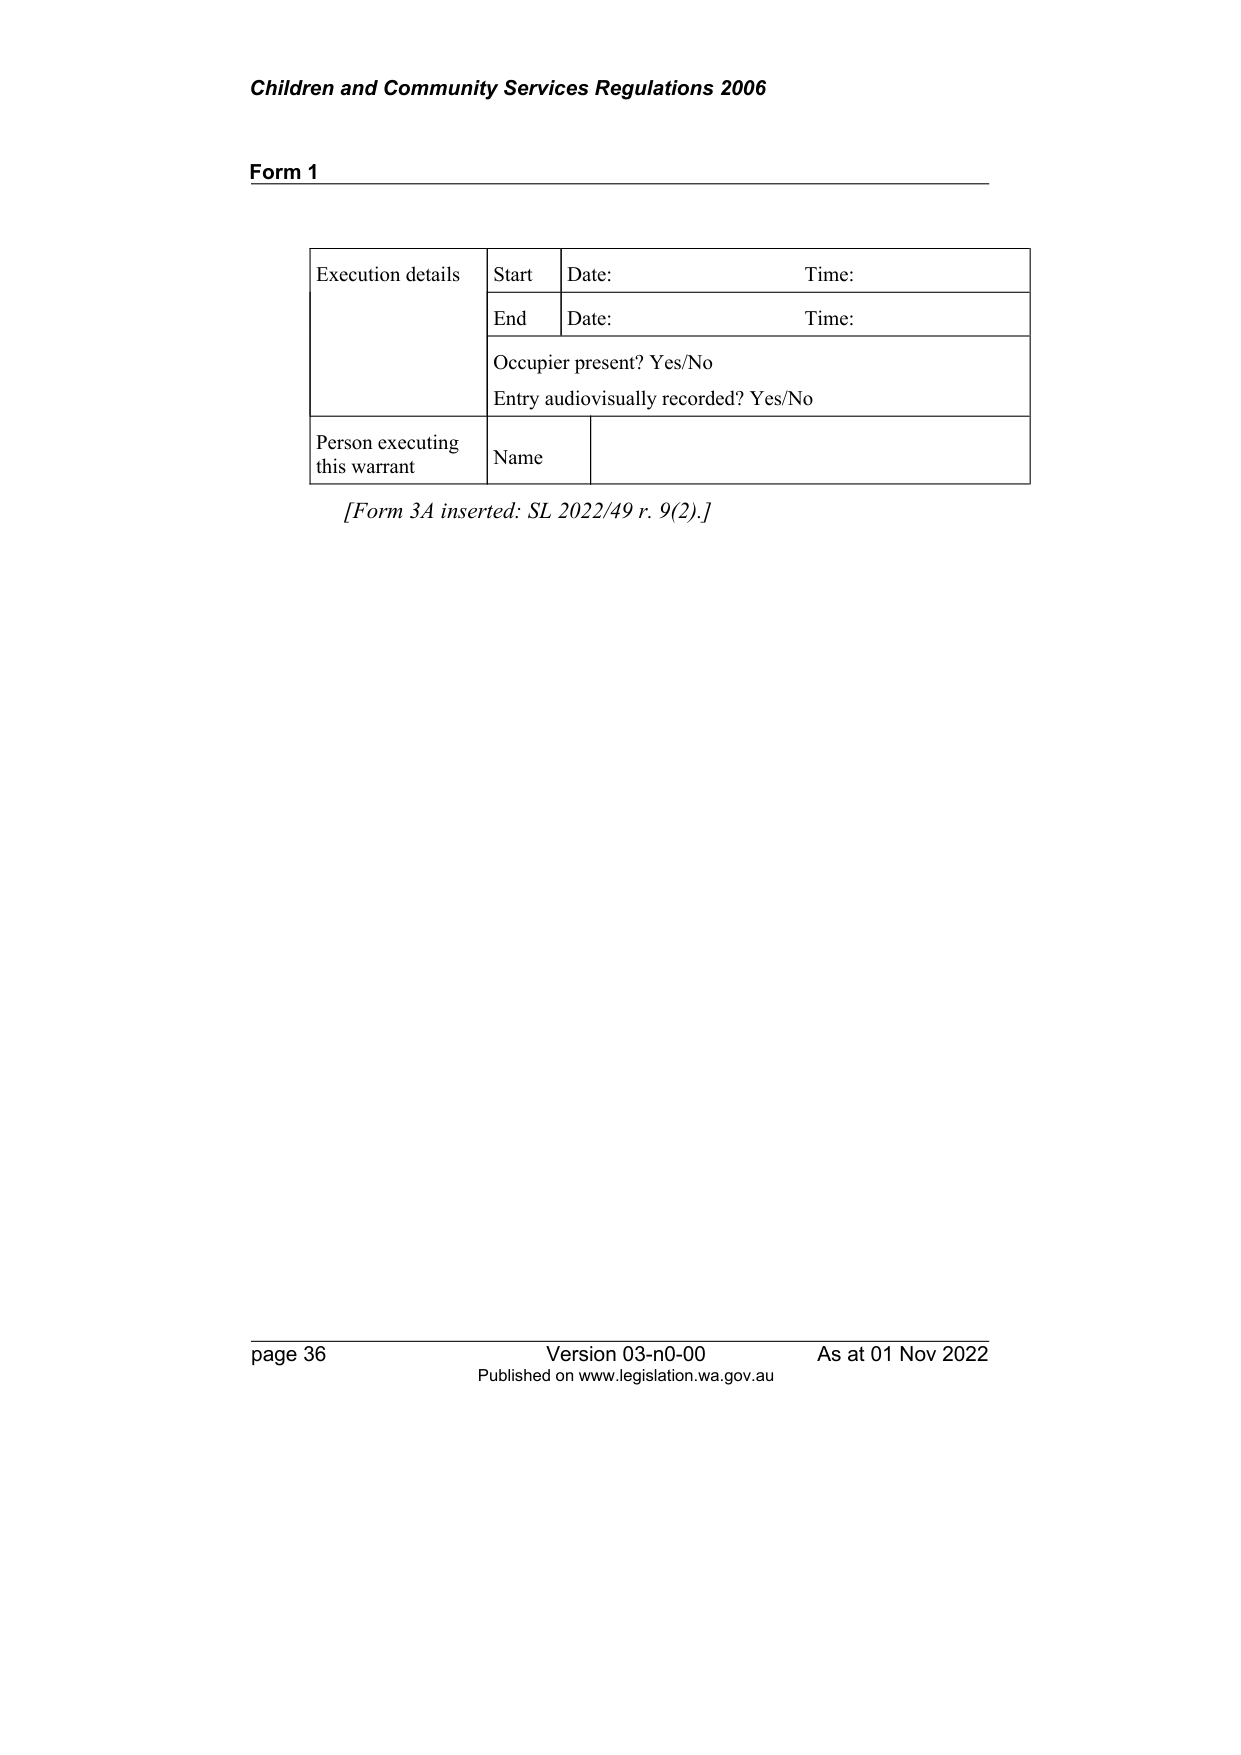 Children and Community Services Regulations 2006
Form 1
Execution details Start Date: Time:
End Date: Time:
Occupier present? Yes/No
Entry audiovisually recorded? Yes/No
Person executing
this warrant
Name
[Form 3A inserted: SL 2022/49 r. 9(2).]
page 36 Version 03-n0-00 As at 01 Nov 2022
Published on www.legislation.wa.gov.au